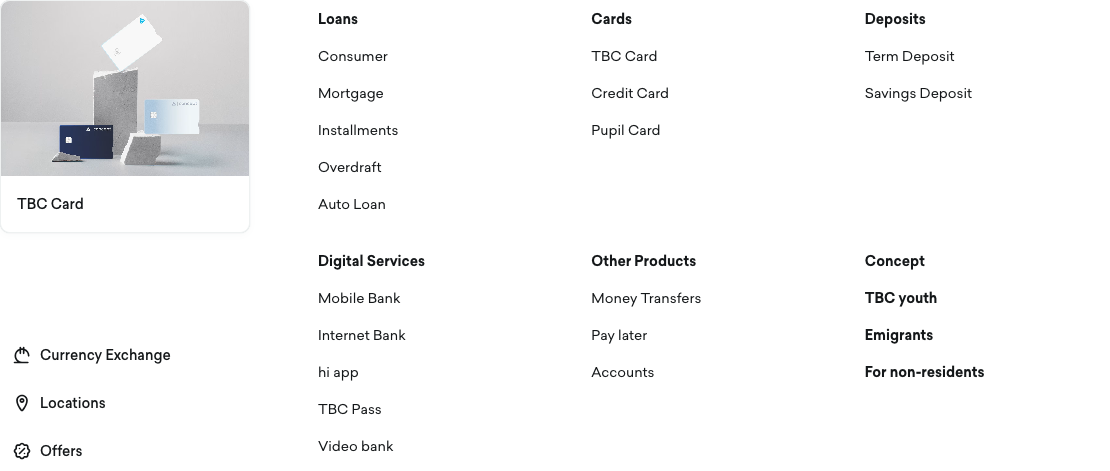 TBC Card
Currency Exchange
Locations
Offers
Loans
Consumer
Mortgage
Installments
Overdraft
Auto Loan
Cards
TBC Card
Credit Card
Pupil Card
Deposits
Term Deposit
Savings Deposit
Digital Services
Mobile Bank
Internet Bank
hi app
TBC Pass
Video bank
Other Products
Money Transfers
Pay later
Accounts
Concept
TBC youth
Emigrants
For non-residents